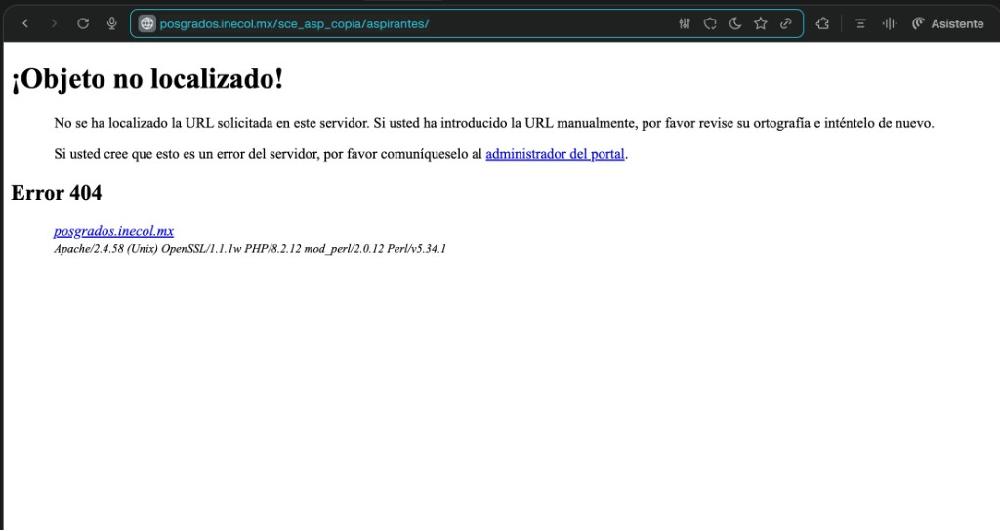 posgrados.inecol.mx/sce_asp_copia/aspirantes/
Asistente
¡Objeto no localizado!
No se ha localizado la URL solicitada en este servidor. Si usted ha introducido la URL manualmente, por favor revise su ortografía e inténtelo de nuevo.
Si usted cree que esto es un error del servidor, por favor comuníqueselo al administrador del portal.
Error 404
posgrados.inecol.mx
Apache/2.4.58 (Unix) OpenSSL/1.1.1w PHP/8.2.12 mod_perl/2.0.12 Perl/v5.34.1